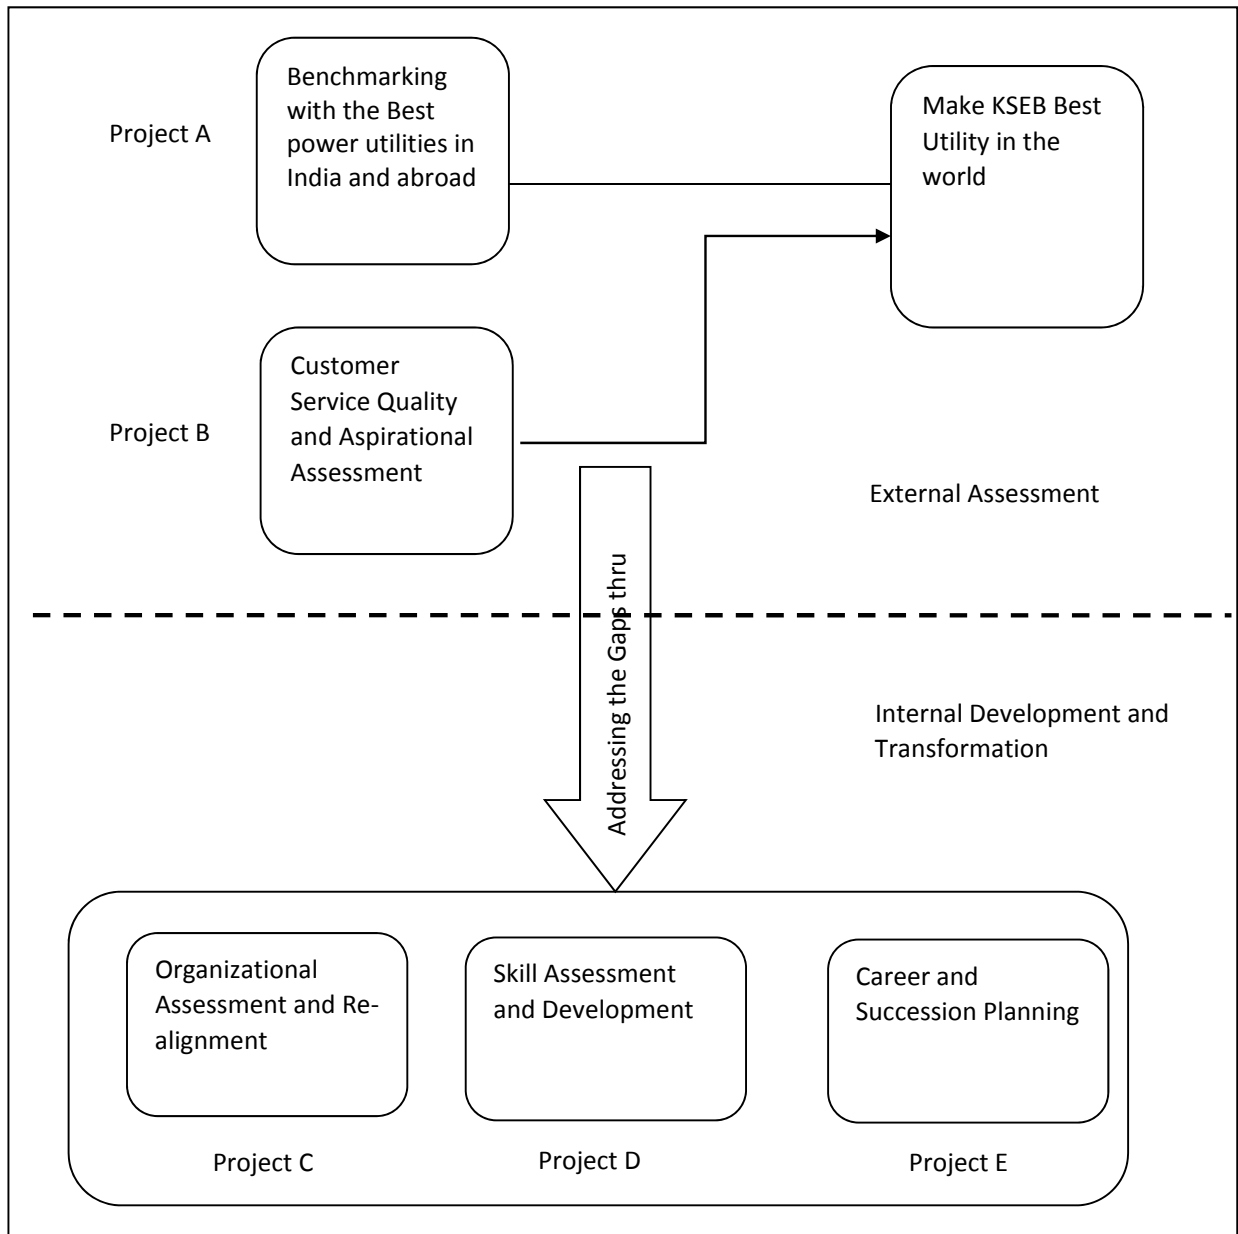 Project A
Benchmarking
with the Best
power utilities in
India and abroad
Make KSEB Best
Utility in the
world
Project B
Customer
Service Quality
and Aspirational
Assessment
External Assessment
Addressing the Gaps thru
Internal Development and
Transformation
Organizational
Assessment and Re-
alignment
Project C
Skill Assessment
and Development
Project D
Career and
Succession Planning
Project E